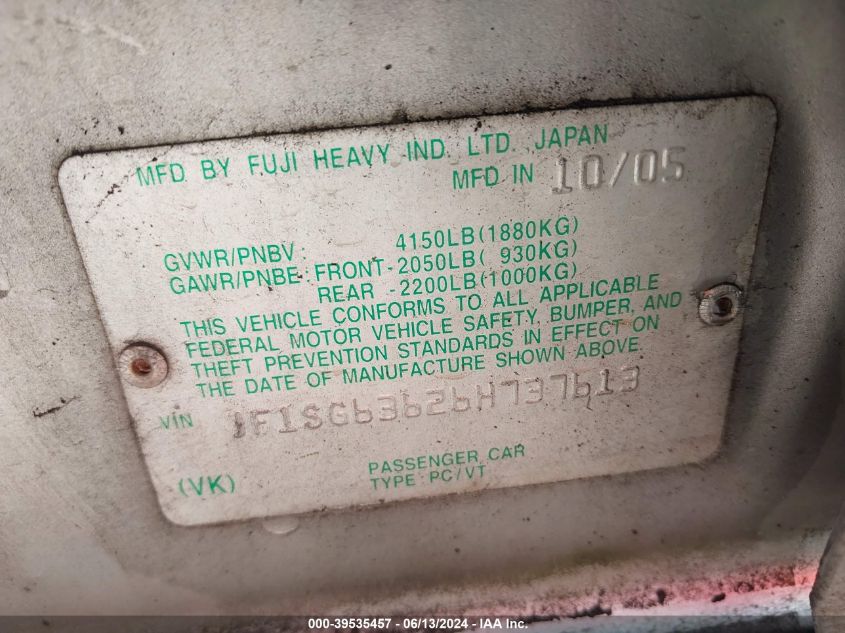 MFD. BY FUJI HEAVY IND. LTD. JAPAN
MFD IN 10/05
GVWR/PNBV : 4150LB(1880KG)
GAWR/PNBE - FRONT-2050LB( 930KG)
REAR -2200LB(1000KG)
THIS VEHICLE CONFORMS TO ALL APPLICABLE
FEDERAL MOTOR VEHICLE SAFETY, BUMPER, AND
THEFT PREVENTION STANDARDS IN EFFECT ON
THE DATE OF MANUFACTURE SHOWN ABOVE.
VIN JF1SG63626H737613
PASSENGER CAR
(VK) TYPE : PC/VT
000-39535457 - 06/13/2024 - IAA Inc.